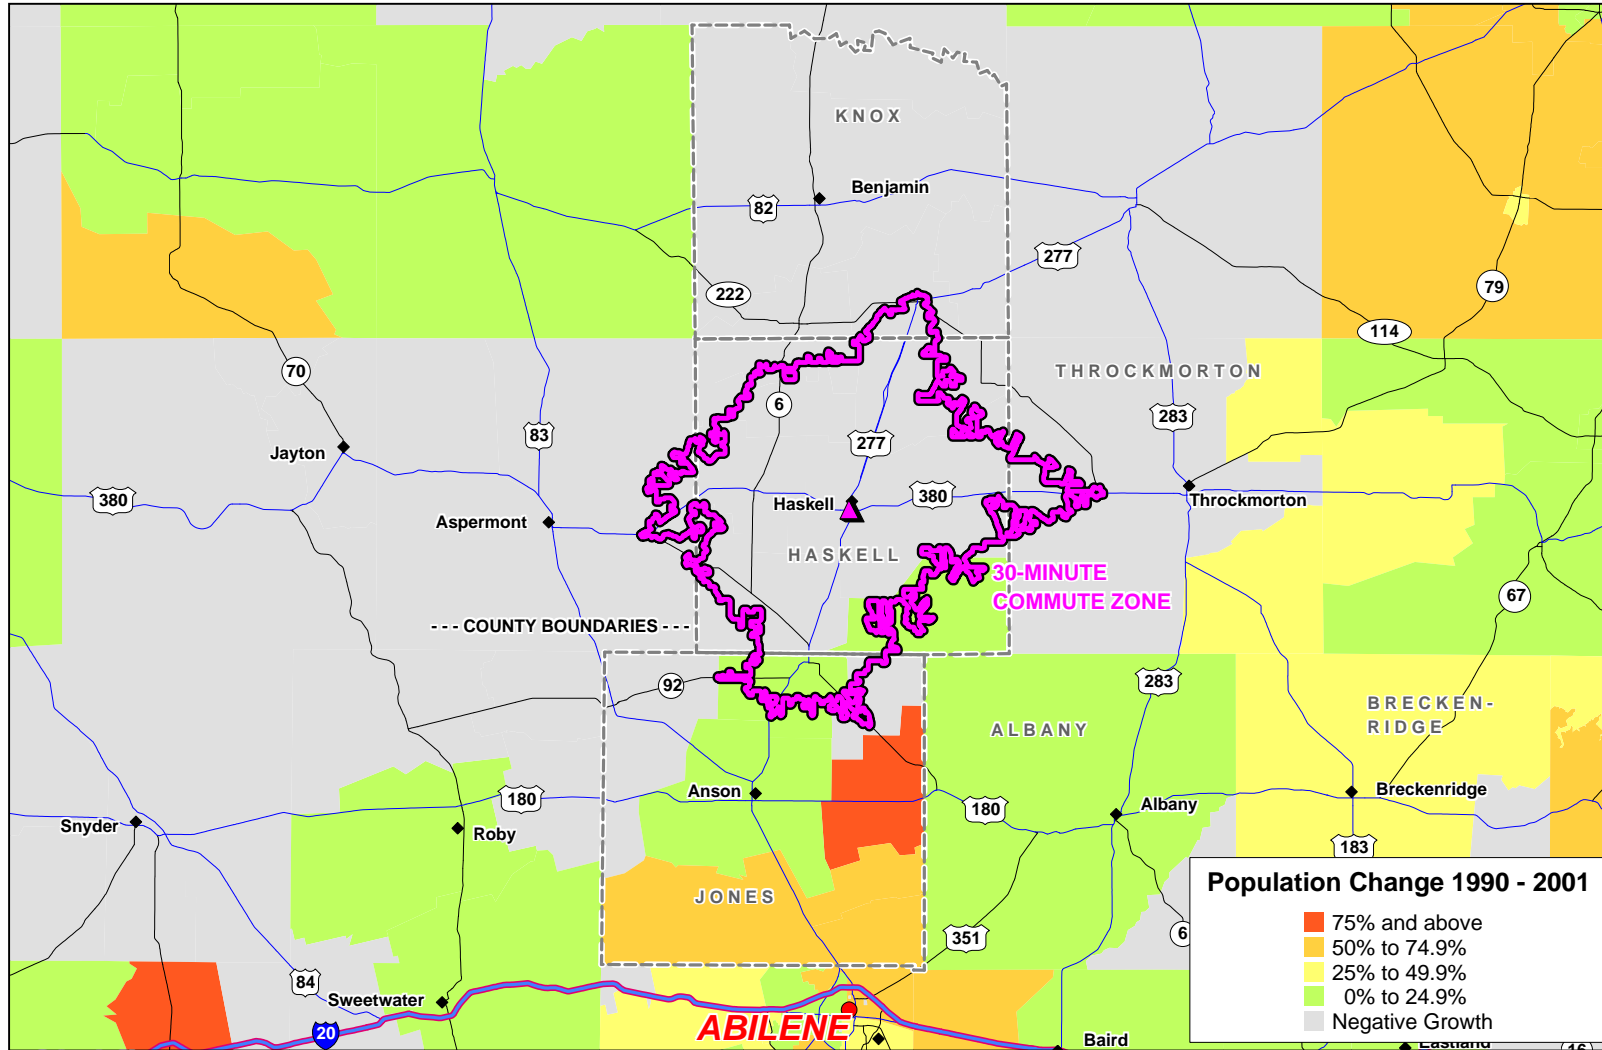 KNOX
Benjamin
82
277
222
79
114
70
THROCKMORTON
6
283
83
277
Jayton
380
Haskell
380
Throckmorton
Aspermont
HASKELL
30-MINUTE
COMMUTE ZONE
67
--- COUNTY BOUNDARIES ---
92
283
BRECKEN-
RIDGE
ALBANY
Anson
180
180
Albany
Breckenridge
Snyder
Roby
183
JONES
351
6
84
Sweetwater
20
ABILENE
Baird
Eastland
16
Population Change 1990 - 2001
75% and above
50% to 74.9%
25% to 49.9%
0% to 24.9%
Negative Growth